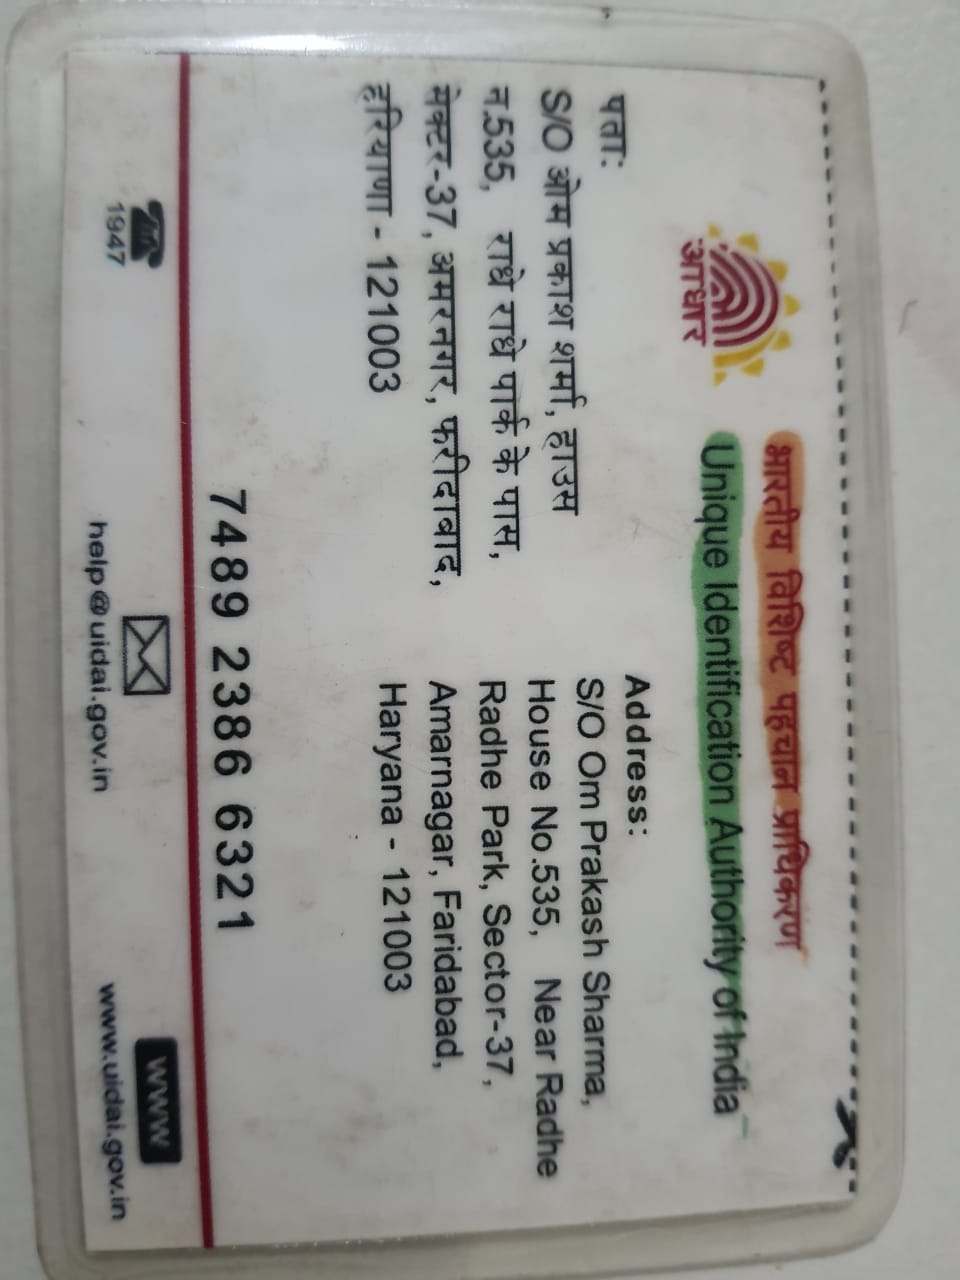 भारतीय विशिष्ट पहचान प्राधिकरण
Unique Identification Authority of India
आधार
पता:
S/O ओम प्रकाश शर्मा, हाउस
न.535, राधे राधे पार्क के पास,
सेक्टर-37, अमरनगर, फरीदाबाद,
हरियाणा - 121003
Address:
S/O Om Prakash Sharma,
House No.535, Near Radhe
Radhe Park, Sector-37,
Amarnagar, Faridabad,
Haryana - 121003
7489 2386 6321
1947
help@uidai.gov.in
www
www.uidai.gov.in